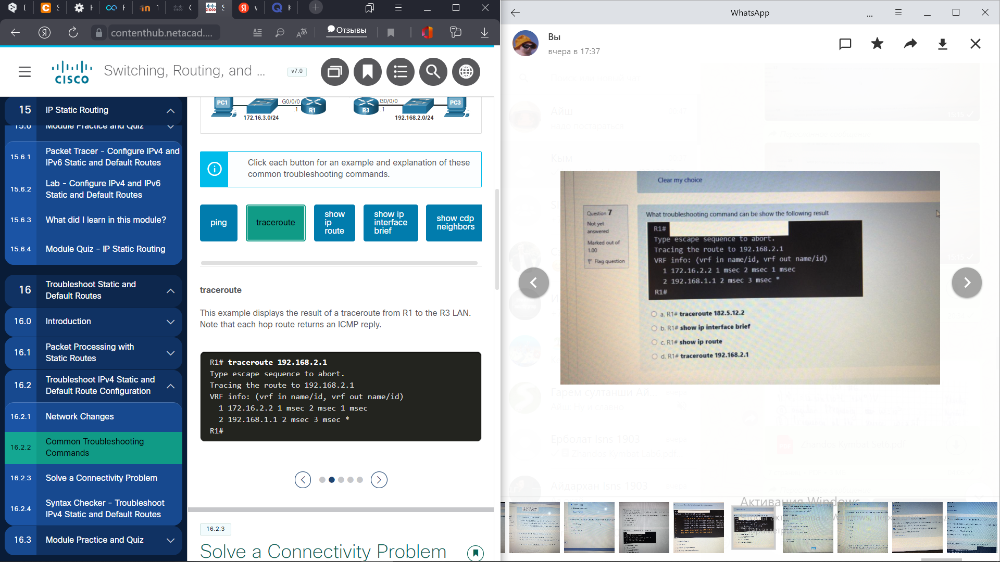 Отзывы
contenthub.netacad....
Switching, Routing, and ...
v7.0
CISCO
15
IP Static Routing
15.6
Module Practice and Quiz
15.6.1
Packet Tracer - Configure IPv4 and
IPv6 Static and Default Routes
15.6.2
Lab - Configure IPv4 and IPv6
Static and Default Routes
15.6.3
What did I learn in this module?
15.6.4
Module Quiz - IP Static Routing
16
Troubleshoot Static and
Default Routes
16.0
Introduction
16.1
Packet Processing with
Static Routes
16.2
Troubleshoot IPv4 Static and
Default Route Configuration
16.2.1
Network Changes
16.2.2
Common Troubleshooting
Commands
16.2.3
Solve a Connectivity Problem
16.2.4
Syntax Checker - Troubleshoot
IPv4 Static and Default Routes
16.3
Module Practice and Quiz
PC1
G0/0/0
.1
R1
172.16.3.0/24
R3
G0/0/0
.1
192.168.2.0/24
PC3
Click each button for an example and explanation of these
common troubleshooting commands.
ping
traceroute
show
ip
route
show ip
interface
brief
show cdp
neighbors
traceroute
This example displays the result of a traceroute from R1 to the R3 LAN.
Note that each hop route returns an ICMP reply.
R1# traceroute 192.168.2.1
Type escape sequence to abort.
Tracing the route to 192.168.2.1
VRF info: (vrf in name/id, vrf out name/id)
1 172.16.2.2 1 msec 2 msec 1 msec
2 192.168.1.1 2 msec 3 msec *
R1#
16.2.3
Solve a Connectivity Problem
WhatsApp
Вы
вчера в 17:37
Айш
надо постараться
Кым
Clear my choice
Question 7
Not yet
answered
Marked out of
1.00
Flag question
What troubleshooting command can be show the following result
R1#
Type escape sequence to abort.
Tracing the route to 192.168.2.1
VRF info: (vrf in name/id, vrf out name/id)
1 172.16.2.2 1 msec 2 msec 1 msec
2 192.168.1.1 2 msec 3 msec *
R1#
a. R1# traceroute 182.5.12.2
b. R1# show ip interface brief
c. R1# show ip route
d. R1# traceroute 192.168.2.1
Гарем султанши Ай...
Айш: Ну и славно
Ерболат Isns 1903
Zhandos Kymbat Lab6.pdf
Айдархан Isns 1903
Активация Windows